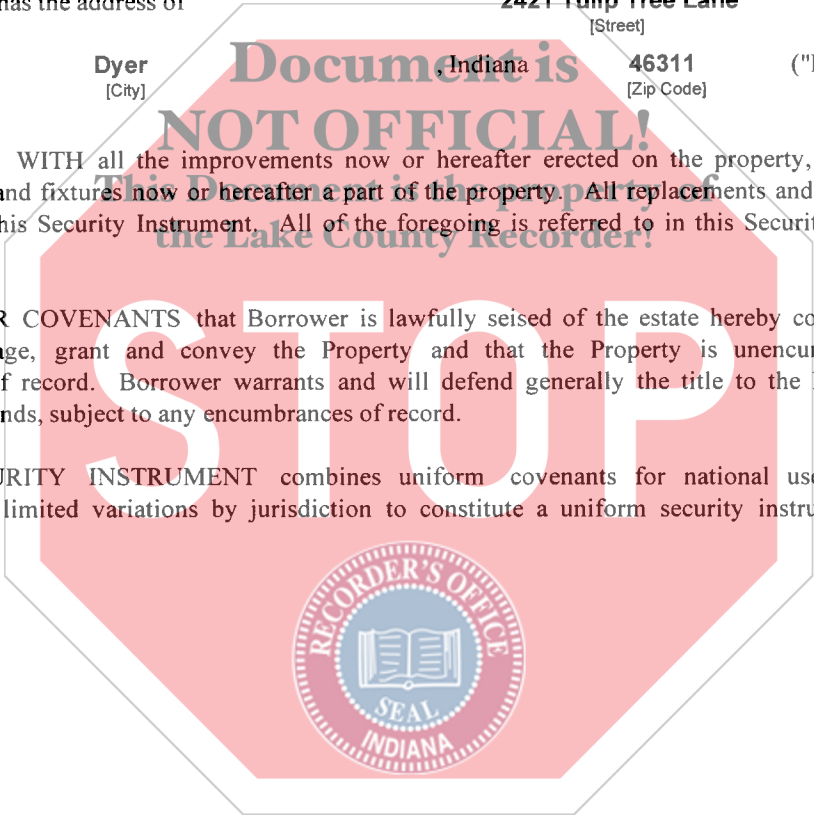 has the address of 2421 Tulip Tree Lane
[Street]
Dyer , Indiana 46311 ("
[City] [Zip Code]
Document is
NOT OFFICIAL!
This Document is the property of
the Lake County Recorder!
WITH all the improvements now or hereafter erected on the property,
and fixtures now or hereafter a part of the property. All replacements and
his Security Instrument. All of the foregoing is referred to in this Securit
R COVENANTS that Borrower is lawfully seised of the estate hereby co
age, grant and convey the Property and that the Property is unencu
f record. Borrower warrants and will defend generally the title to the
nds, subject to any encumbrances of record.
URITY INSTRUMENT combines uniform covenants for national use
limited variations by jurisdiction to constitute a uniform security instru
STOP
RECORDER'S OFFICE
SEAL
INDIANA